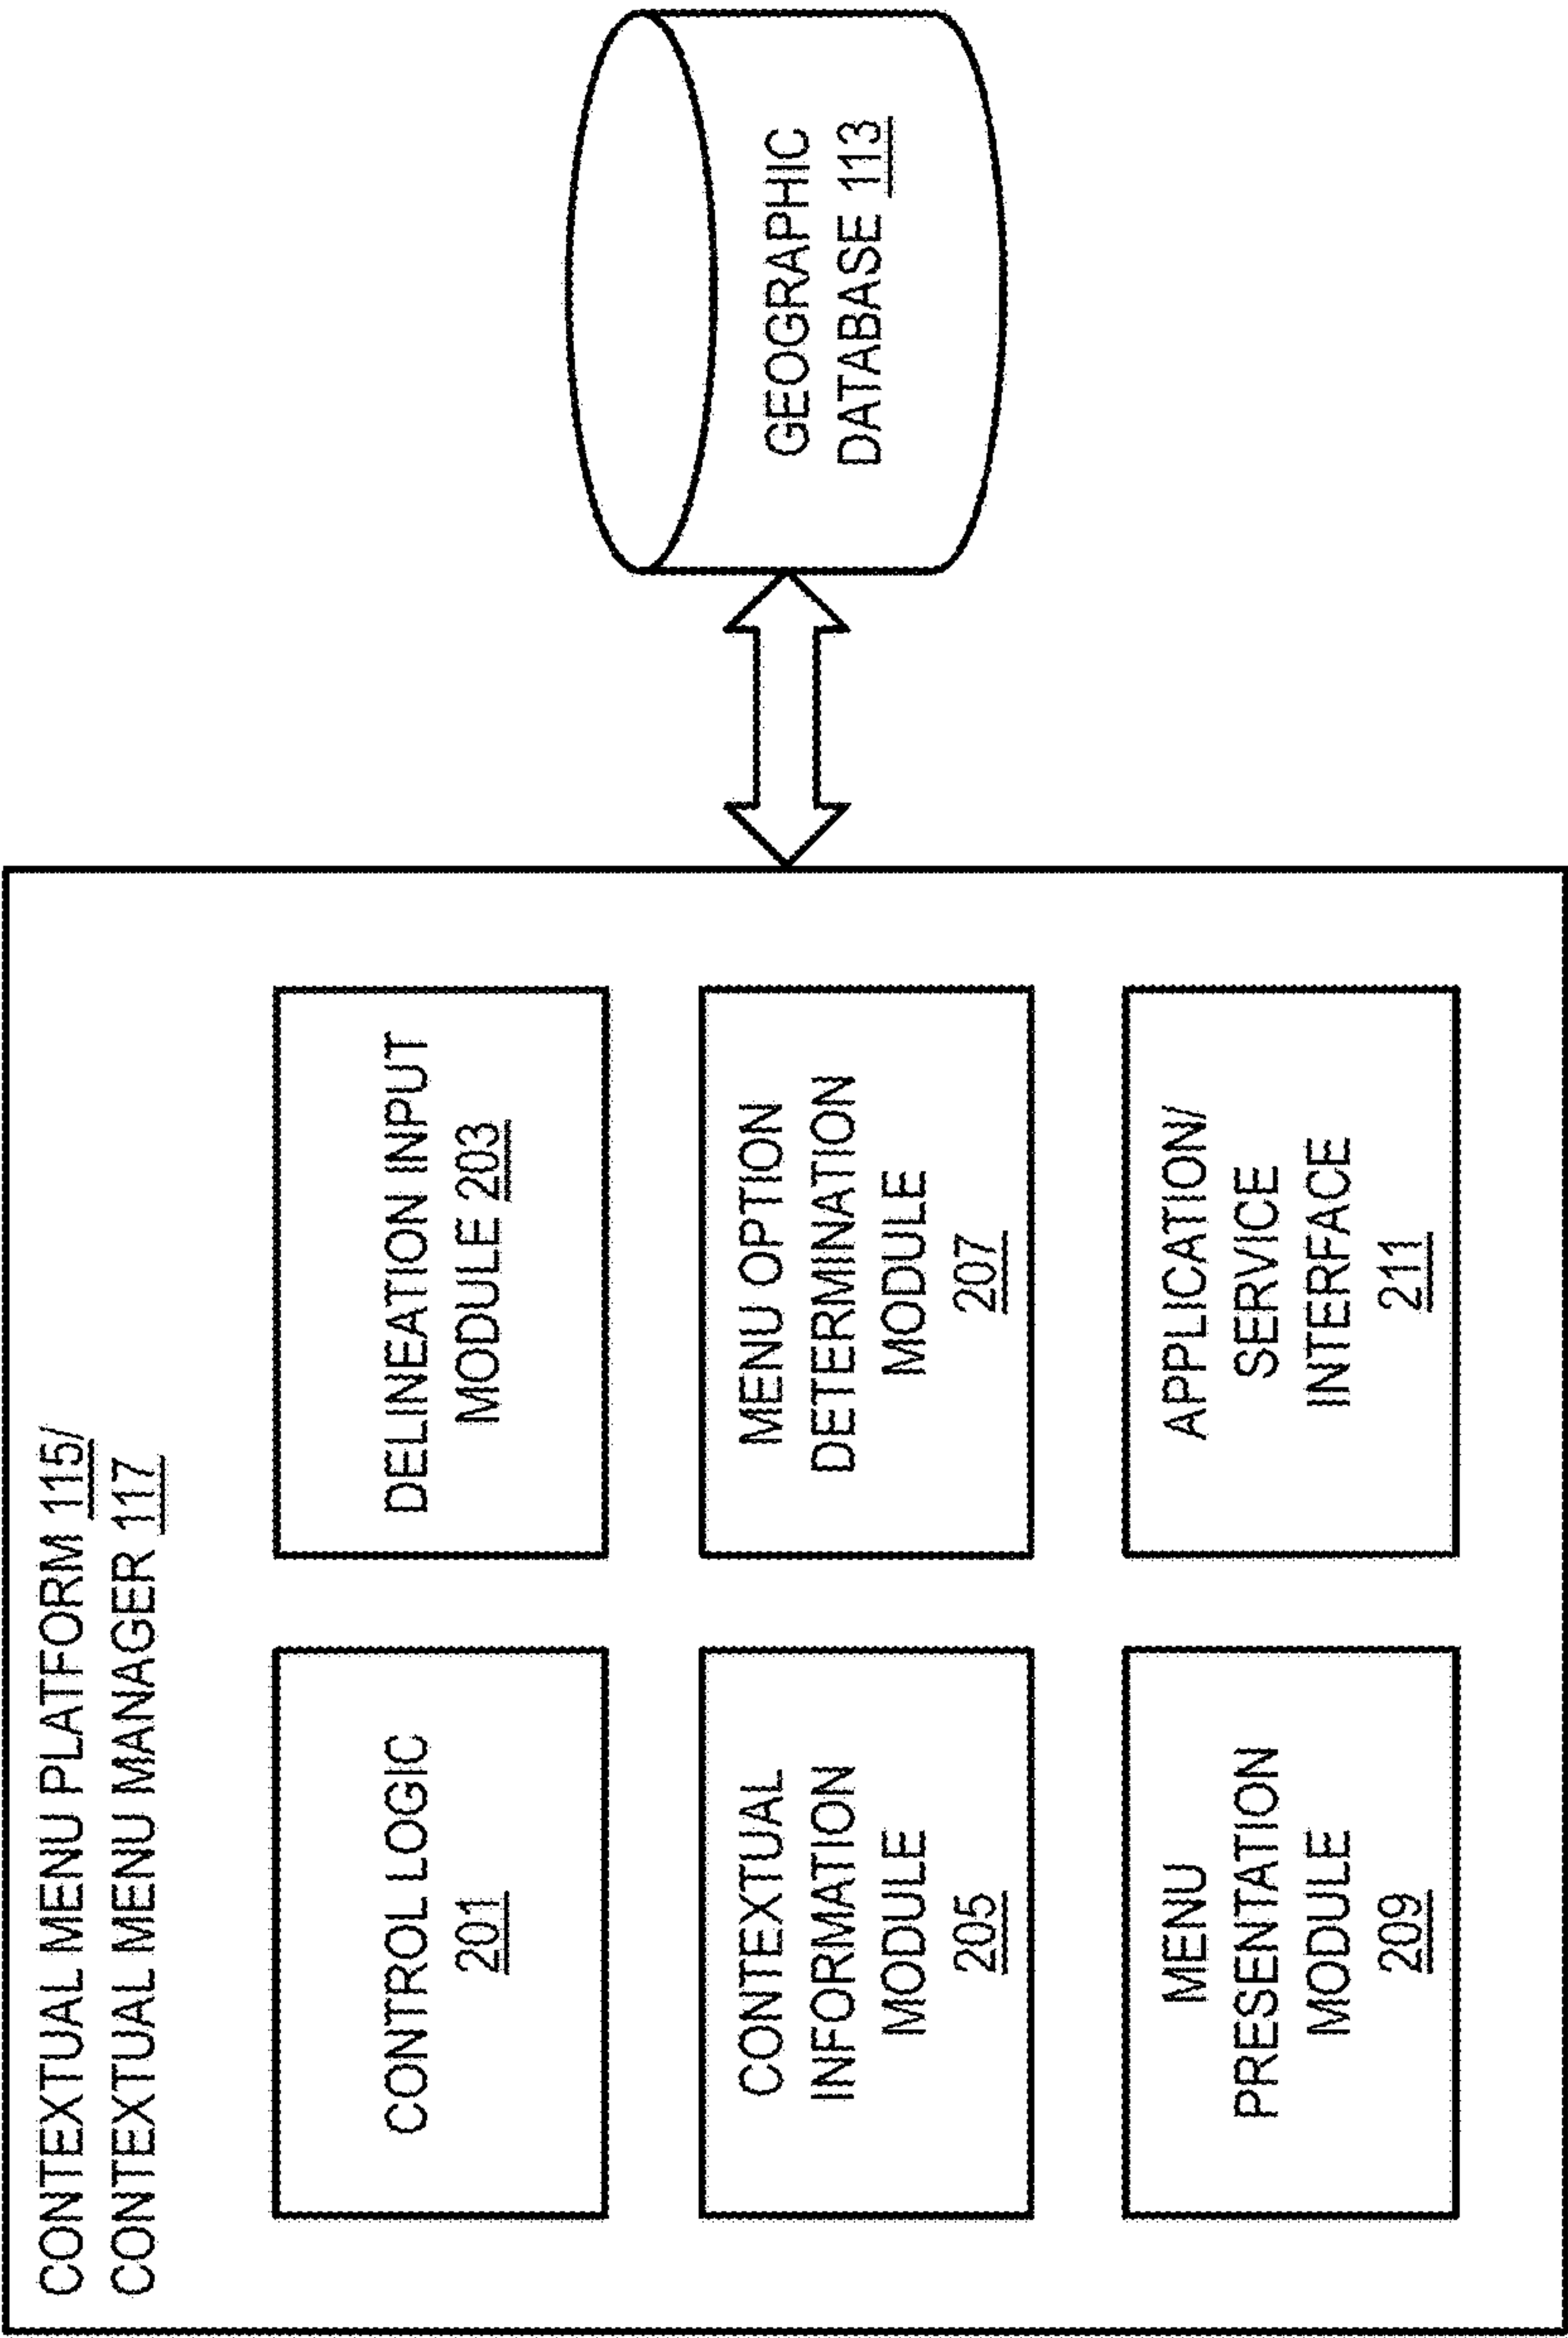 CONTEXTUAL MENU PLATFORM 115/
CONTEXTUAL MENU MANAGER 117
CONTROL LOGIC
201
DELINEATION INPUT
MODULE 203
CONTEXTUAL
INFORMATION
MODULE
205
MENU OPTION
DETERMINATION
MODULE
207
MENU
PRESENTATION
MODULE
209
APPLICATION/
SERVICE
INTERFACE
211
GEOGRAPHIC
DATABASE 113